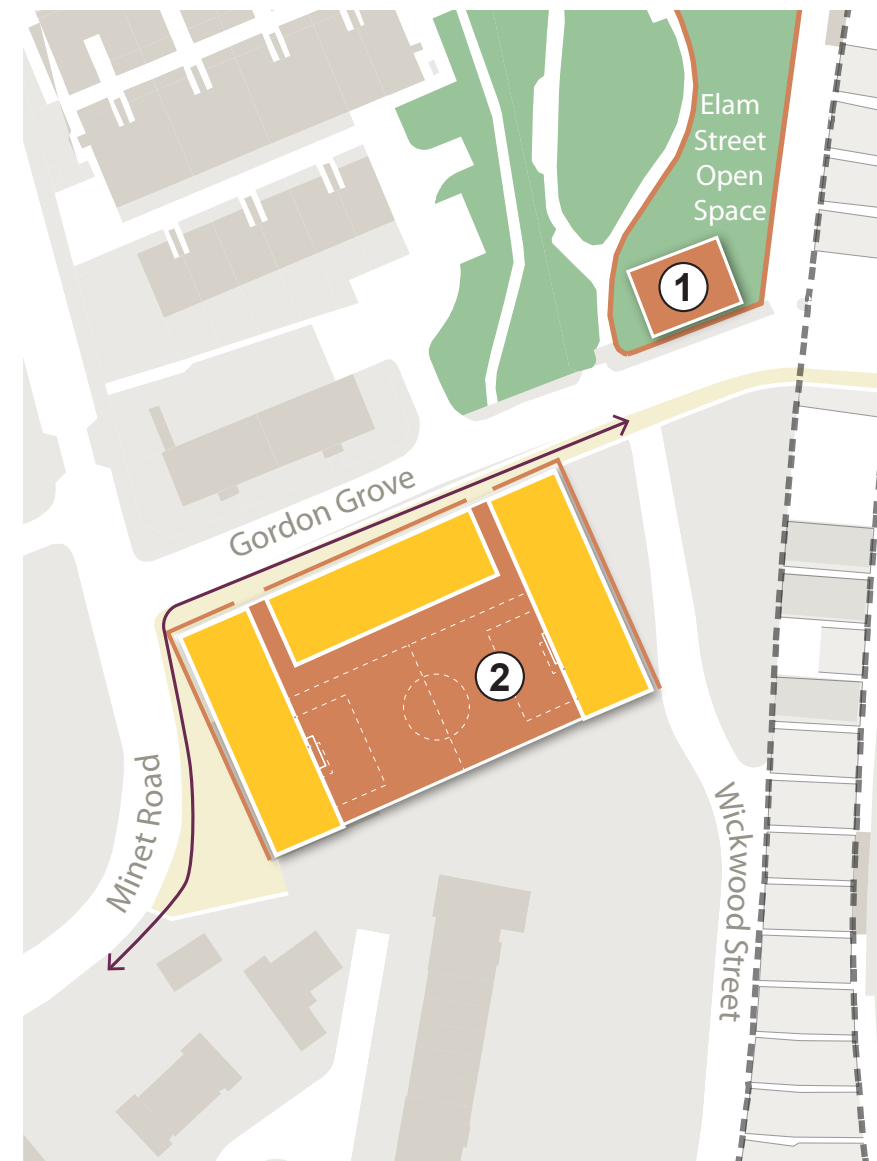 Elam
Street
Open
Space
1
Gordon Grove
2
Minet Road
Wickwood Street